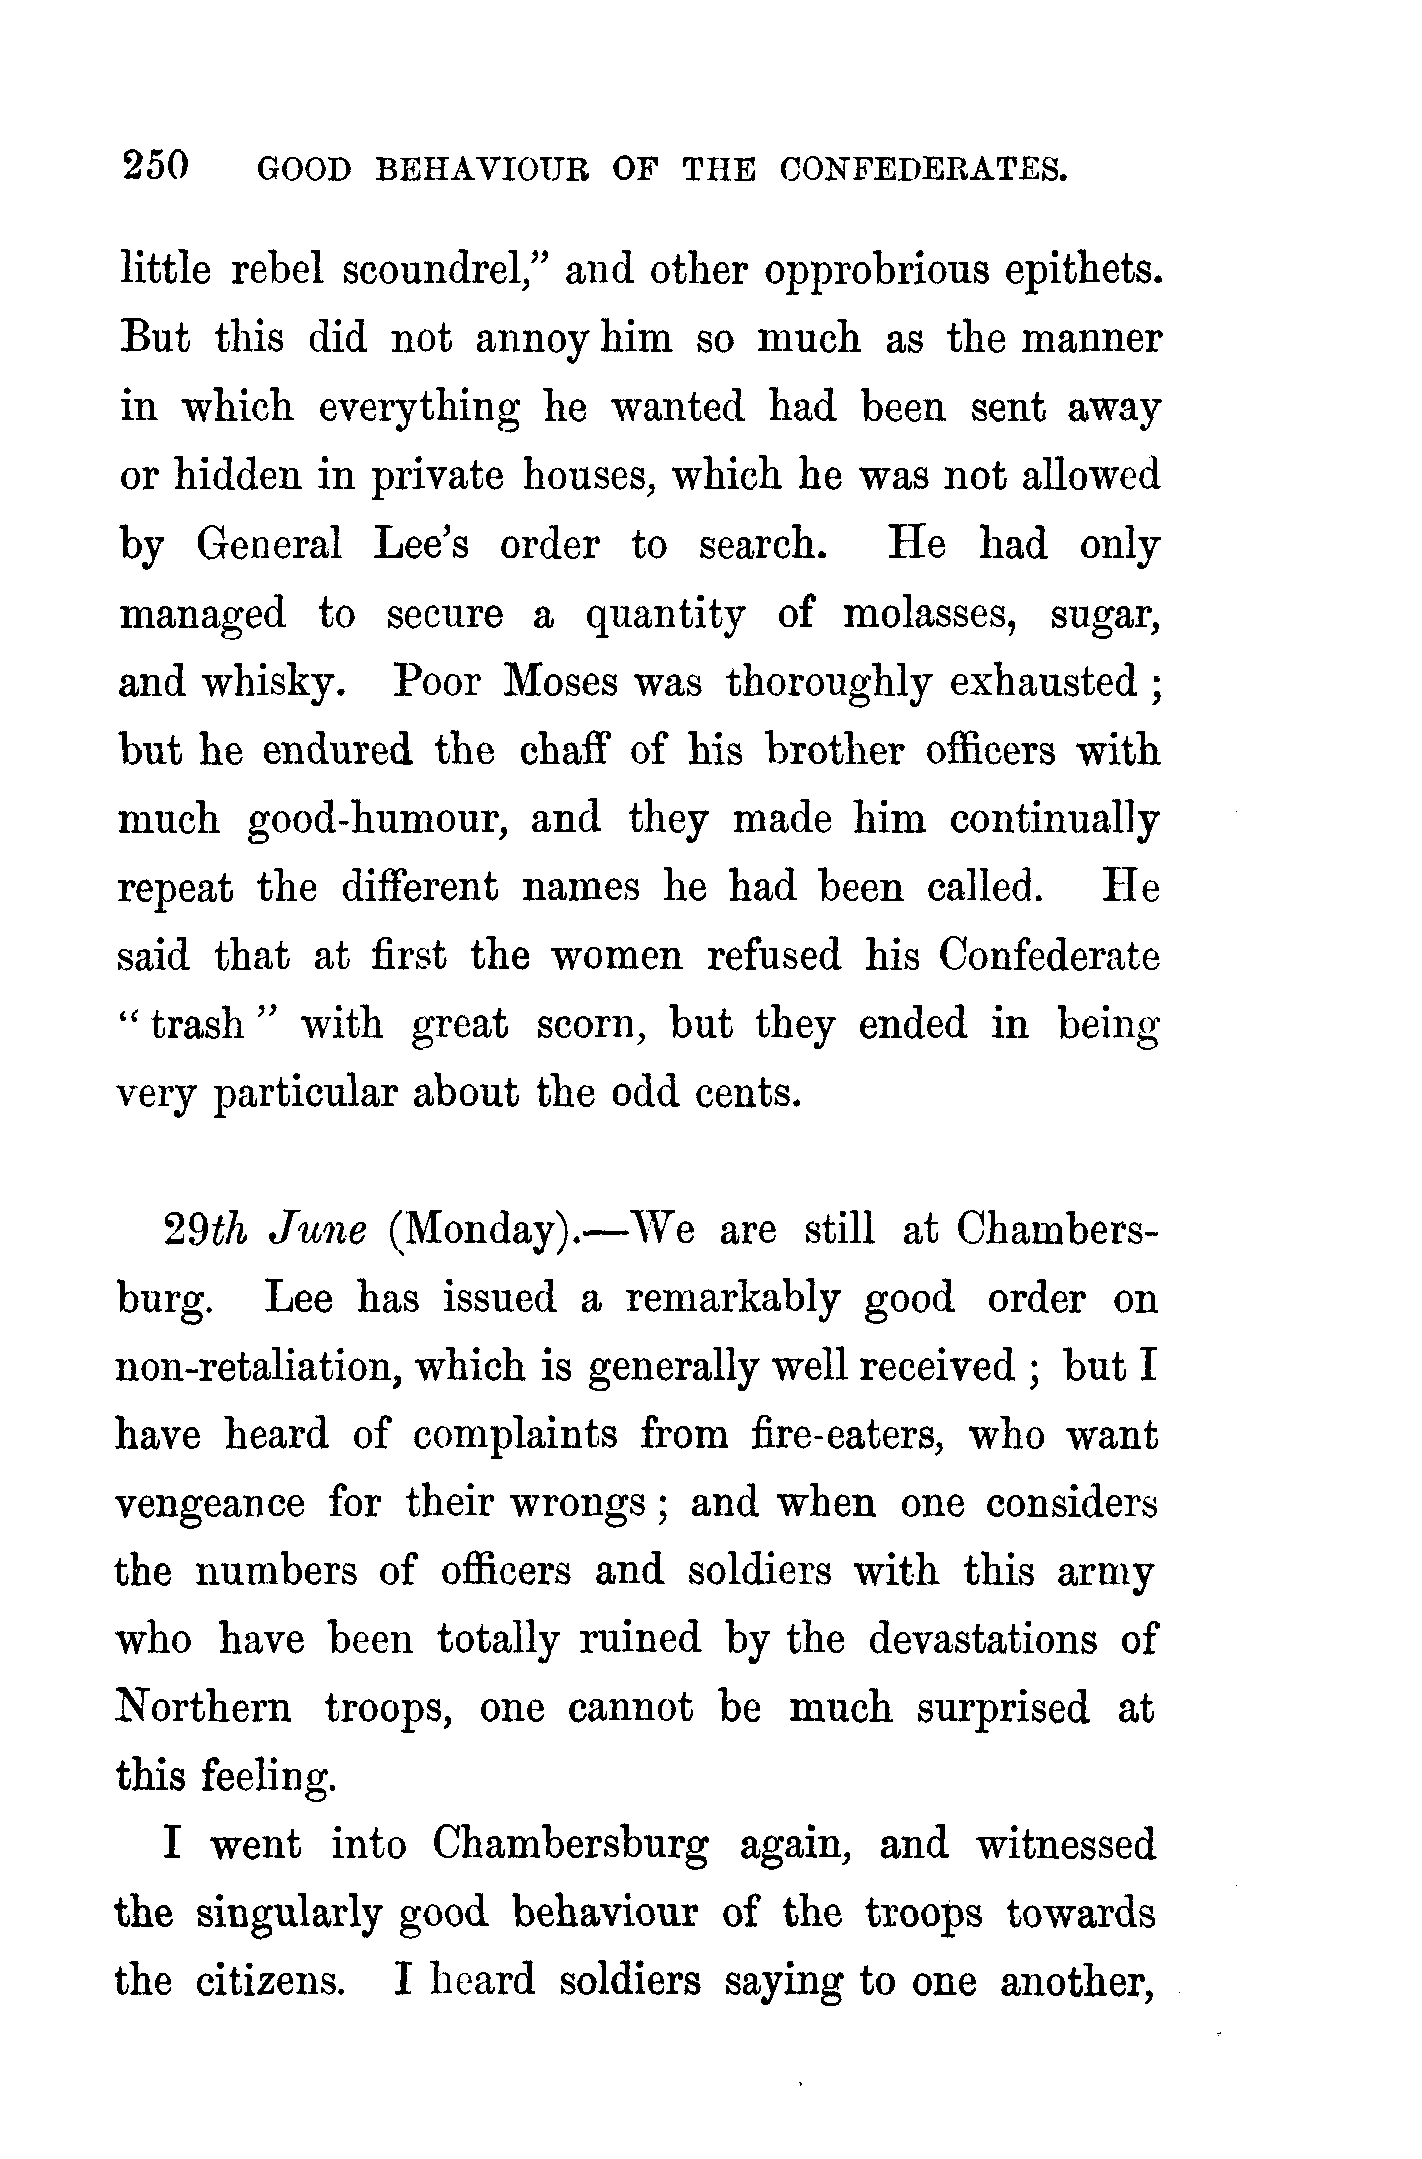 250 GOOD BEHAVIOUR OF THE CONFEDERATES.
little rebel scoundrel,” and other opprobrious epithets.
But this did not annoy him so much as the manner
in which everything he wanted had been sent away
or hidden in private houses, which he was not allowed
by General Lee’s order to search. He had only
managed to secure a quantity of molasses, sugar,
and whisky. Poor Moses was thoroughly exhausted ;
but he endured the chaff of his brother officers with
much good-humour, and they made him continually
repeat the different names he had been called. He
said that at first the women refused his Confederate
“ trash ” with great scorn, but they ended in being
very particular about the odd cents.
29th June (Monday).—We are still at Chambers-
burg. Lee has issued a remarkably good order on
non-retaliation, which is generally well received ; but I
have heard of complaints from fire-eaters, who want
vengeance for their wrongs ; and when one considers
the numbers of officers and soldiers with this army
who have been totally ruined by the devastations of
Northern troops, one cannot be much surprised at
this feeling.
I went into Chambersburg again, and witnessed
the singularly good behaviour of the troops towards
the citizens. I heard soldiers saying to one another,